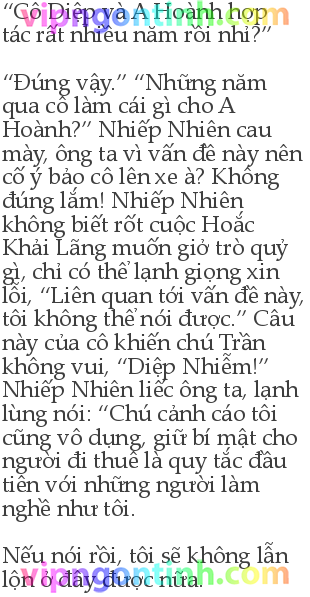 “Cô Diệp và A Hoành hợp
tác rất nhiều năm rồi nhỉ?”
“Đúng vậy.” “Những năm
qua cô làm cái gì cho A
Hoành?” Nhiếp Nhiên cau
mày, ông ta vì vấn đề này nên
cố ý bảo cô lên xe à? Không
đúng lắm! Nhiếp Nhiên
không biết rốt cuộc Hoắc
Khải Lãng muốn giở trò quỷ
gì, chỉ có thể lạnh giọng xin
lỗi, “Liên quan tới vấn đề này,
tôi không thể nói được.” Câu
này của cô khiến chú Trần
không vui, “Diệp Nhiễm!”
Nhiếp Nhiên liếc ông ta, lạnh
lùng nói: “Chú cảnh cáo tôi
cũng vô dụng, giữ bí mật cho
người đi thuê là quy tắc đầu
tiên với những người làm
nghề như tôi.
Nếu nói rồi, tôi sẽ không lẫn
lộn ở đây được nữa.
vipngontinh.com
vipngontinh.com